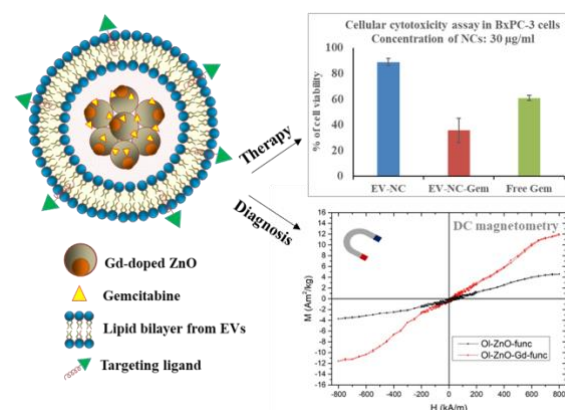 Gd-doped ZnO
Gemcitabine
Lipid bilayer from EVs
Targeting ligand
Therapy
Diagnosis
Cellular cytotoxicity assay in BxPC-3 cells
Concentration of NCs: 30 µg/ml
% of cell viability
100
80
60
40
20
0
EV-NC
EV-NC-Gem
Free Gem
DC magnetometry
M (Am²/kg)
16
14
12
10
8
6
4
2
0
-2
-4
-6
-8
-10
-12
-14
-16
Ol-ZnO-func
Ol-ZnO-Gd-func
-800 -600 -400 -200 0 200 400 600 800
H (kA/m)